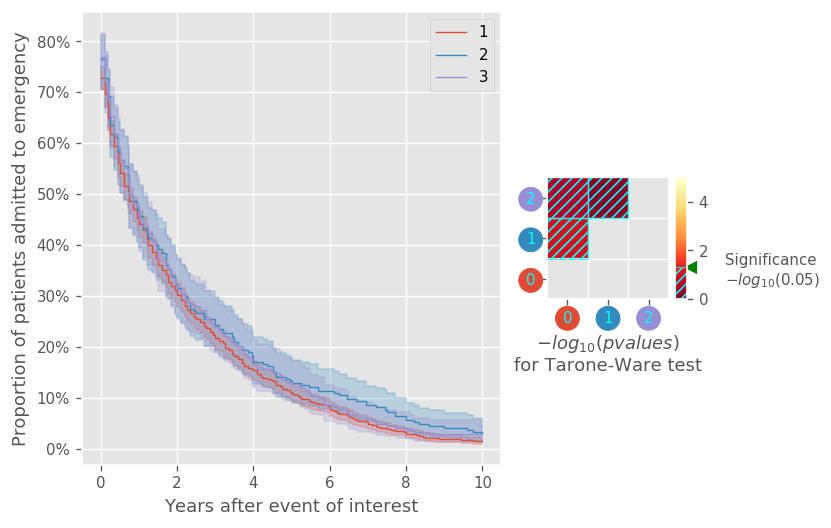 Proportion of patients admitted to emergency
80%
70%
60%
50%
40%
30%
20%
10%
0%
0 2 4 6 8 10
Years after event of interest
1
2
3
2
1
0
0 1 2
−log₁₀(pvalues)
for Tarone-Ware test
4
2
0
Significance
−log₁₀(0.05)